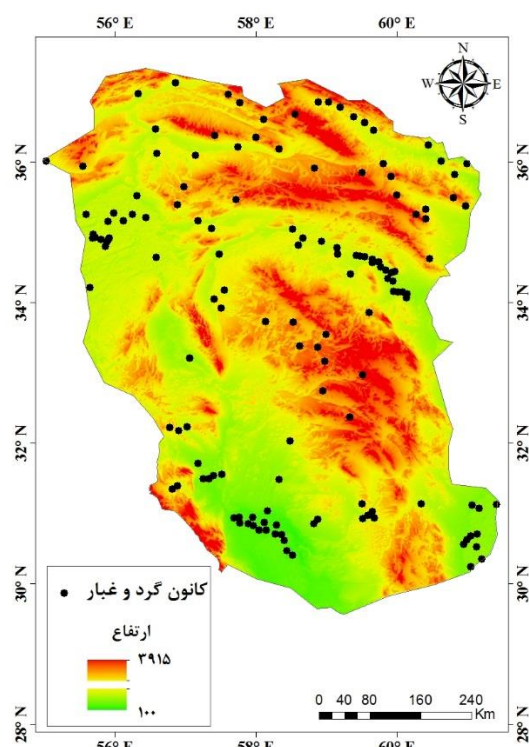 56° E 58° E 60° E
N
W E
S
36° N 36° N
34° N 34° N
32° N 32° N
30° N 30° N
28° N 28° N
کانون گرد و غبار
ارتفاع
۳۹۱۵
۱۰۰
0 40 80 160 240
Km
56° E 58° E 60° E